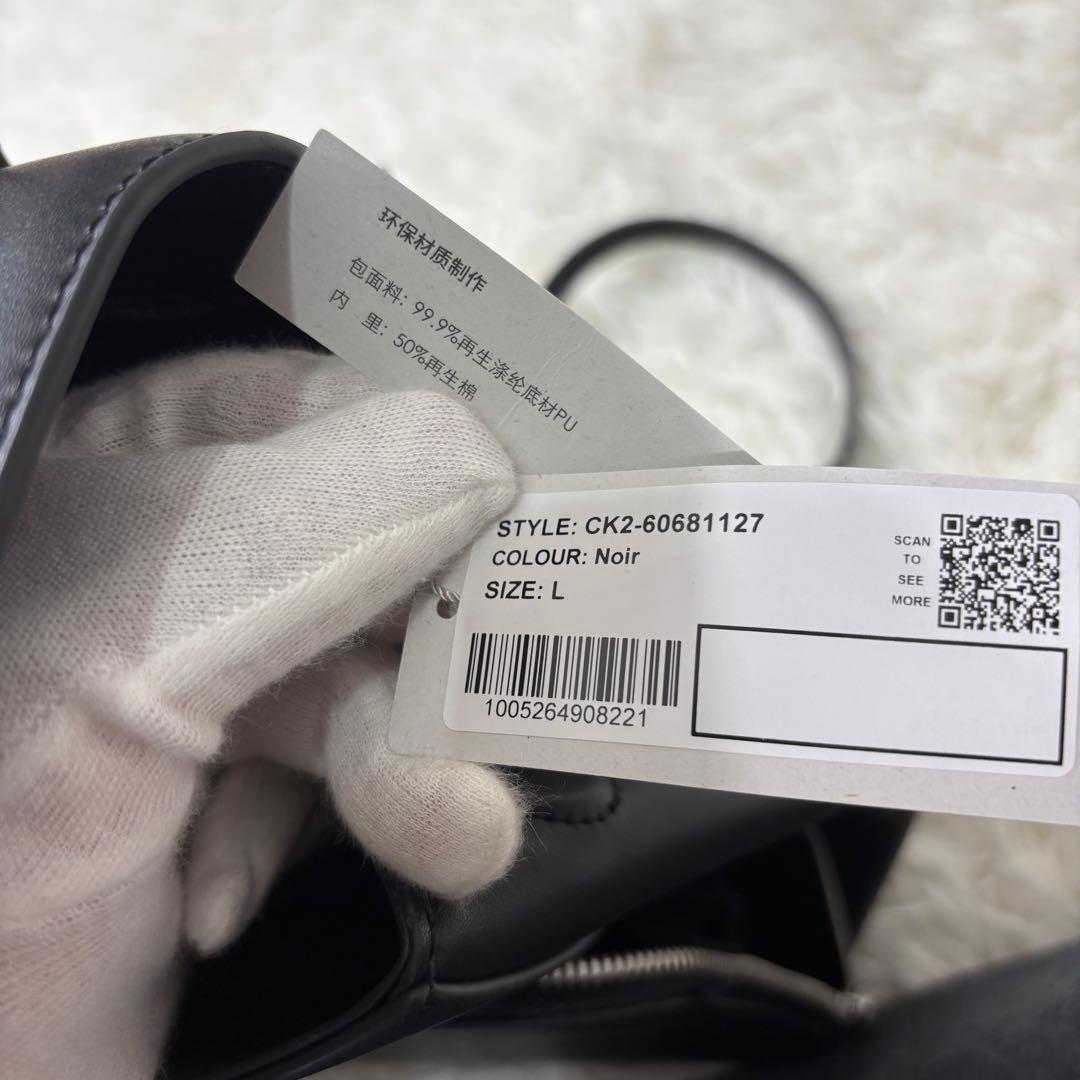 环保材质制作
包面料: 99.9%再生涤纶底材PU
内 里: 50%再生棉
STYLE: CK2-60681127
COLOUR: Noir
SIZE: L
SCAN
TO
SEE
MORE
1005264908221